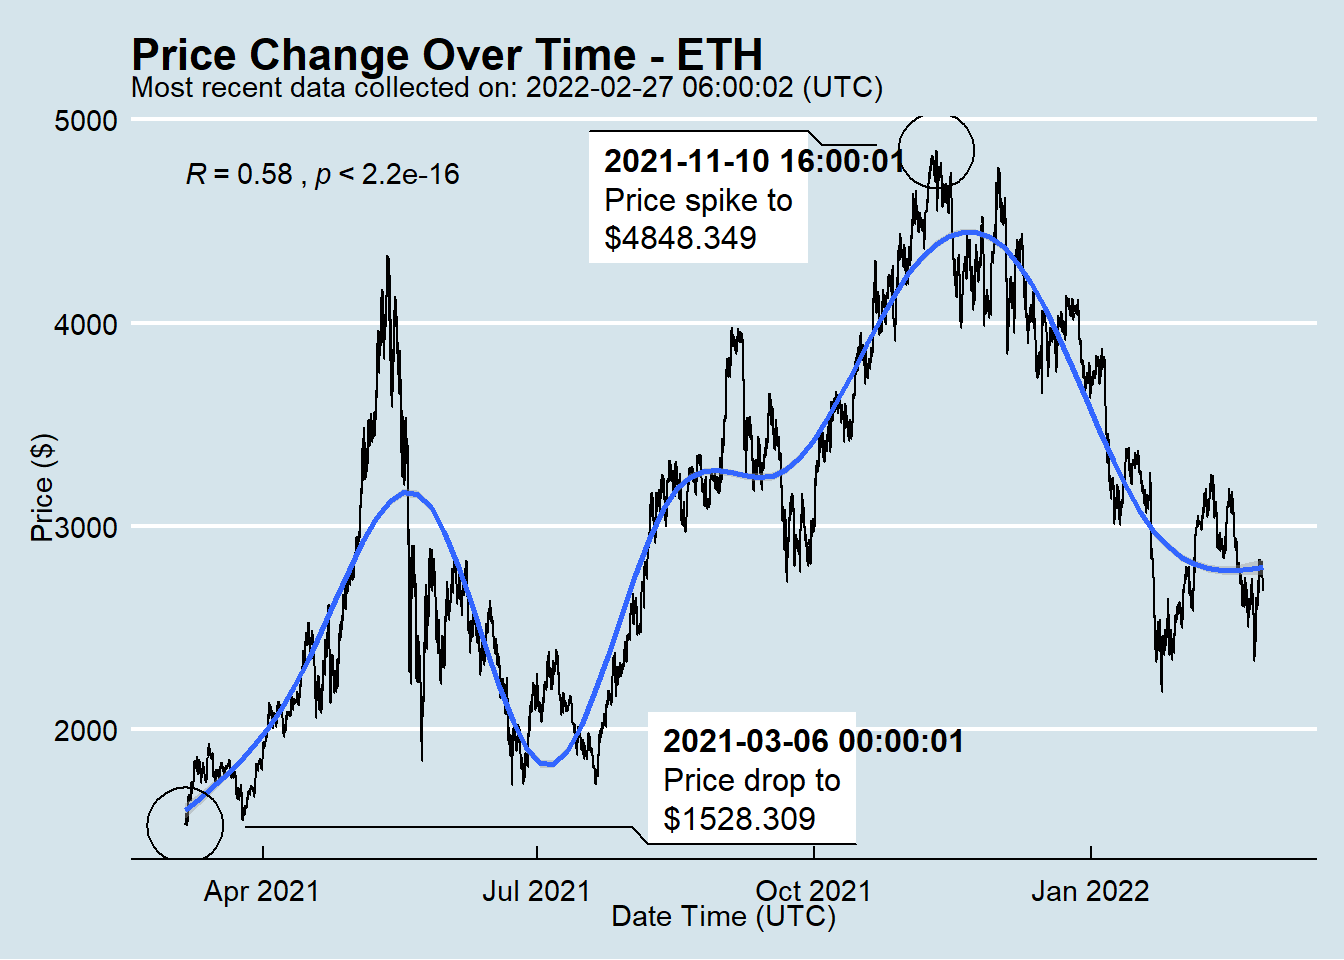 Price Change Over Time - ETH
Most recent data collected on: 2022-02-27 06:00:02 (UTC)
5000
R = 0.58 , p < 2.2e-16
2021-11-10 16:00:01
Price spike to
$4848.349
4000
Price ($)
3000
2000
2021-03-06 00:00:01
Price drop to
$1528.309
Apr 2021
Jul 2021
Oct 2021
Jan 2022
Date Time (UTC)